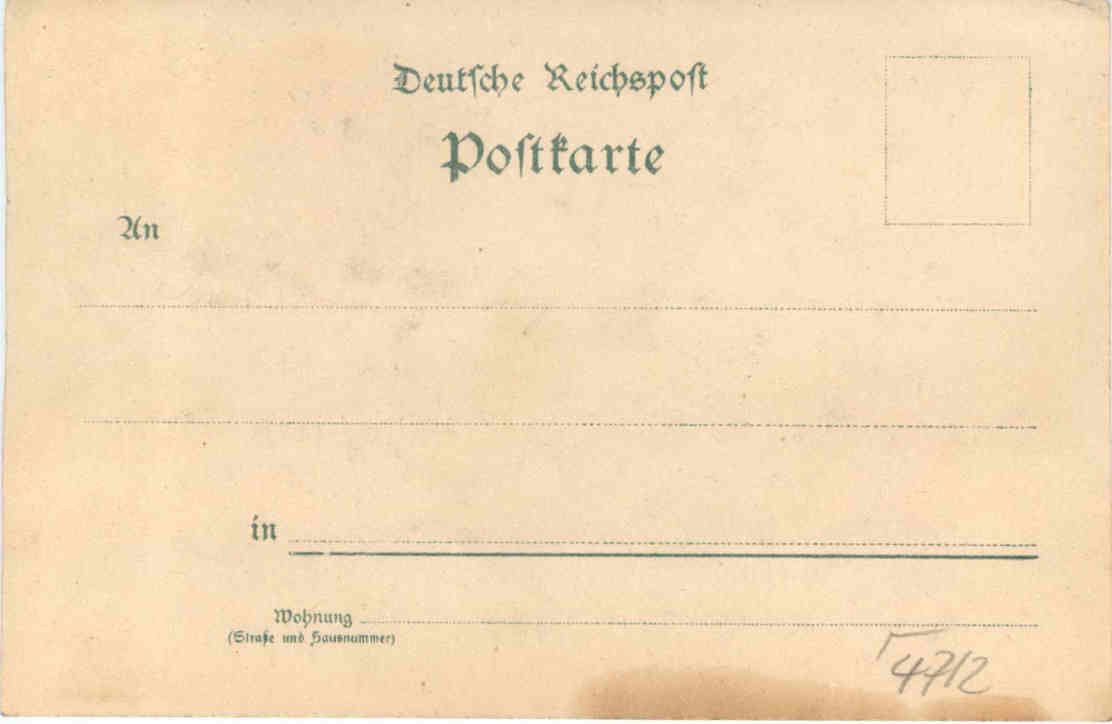 Deutſche Reichspoſt
Poſtkarte
An
in
Wohnung
(Straße und Hausnummer)
4712